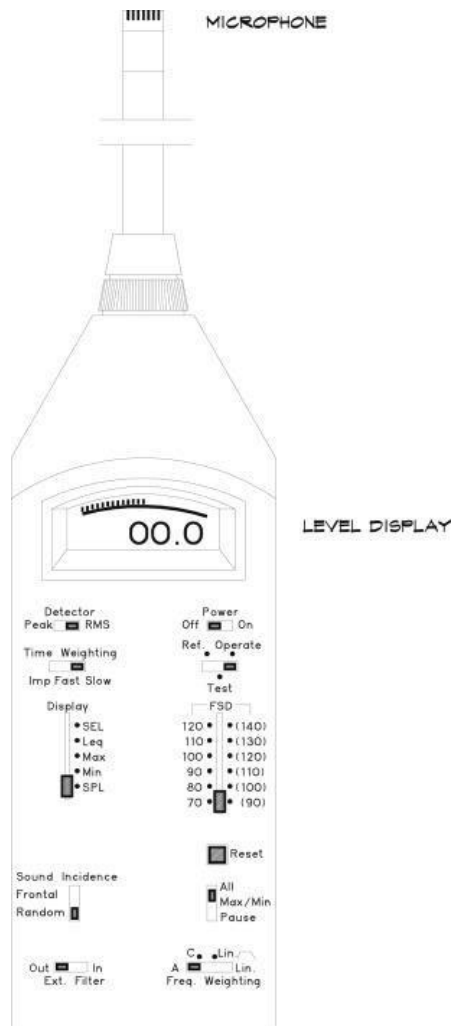 MICROPHONE
00.0
LEVEL DISPLAY
Detector
Peak RMS
Power
Off On
Time Weighting
Imp Fast Slow
Ref. Operate
Test
Display
SEL
Leq
Max
Min
SPL
FSD
120 (140)
110 (130)
100 (120)
90 (110)
80 (100)
70 (90)
Reset
Sound Incidence
Frontal
Random
All
Max/Min
Pause
Out In
Ext. Filter
C Lin.
A Lin.
Freq. Weighting